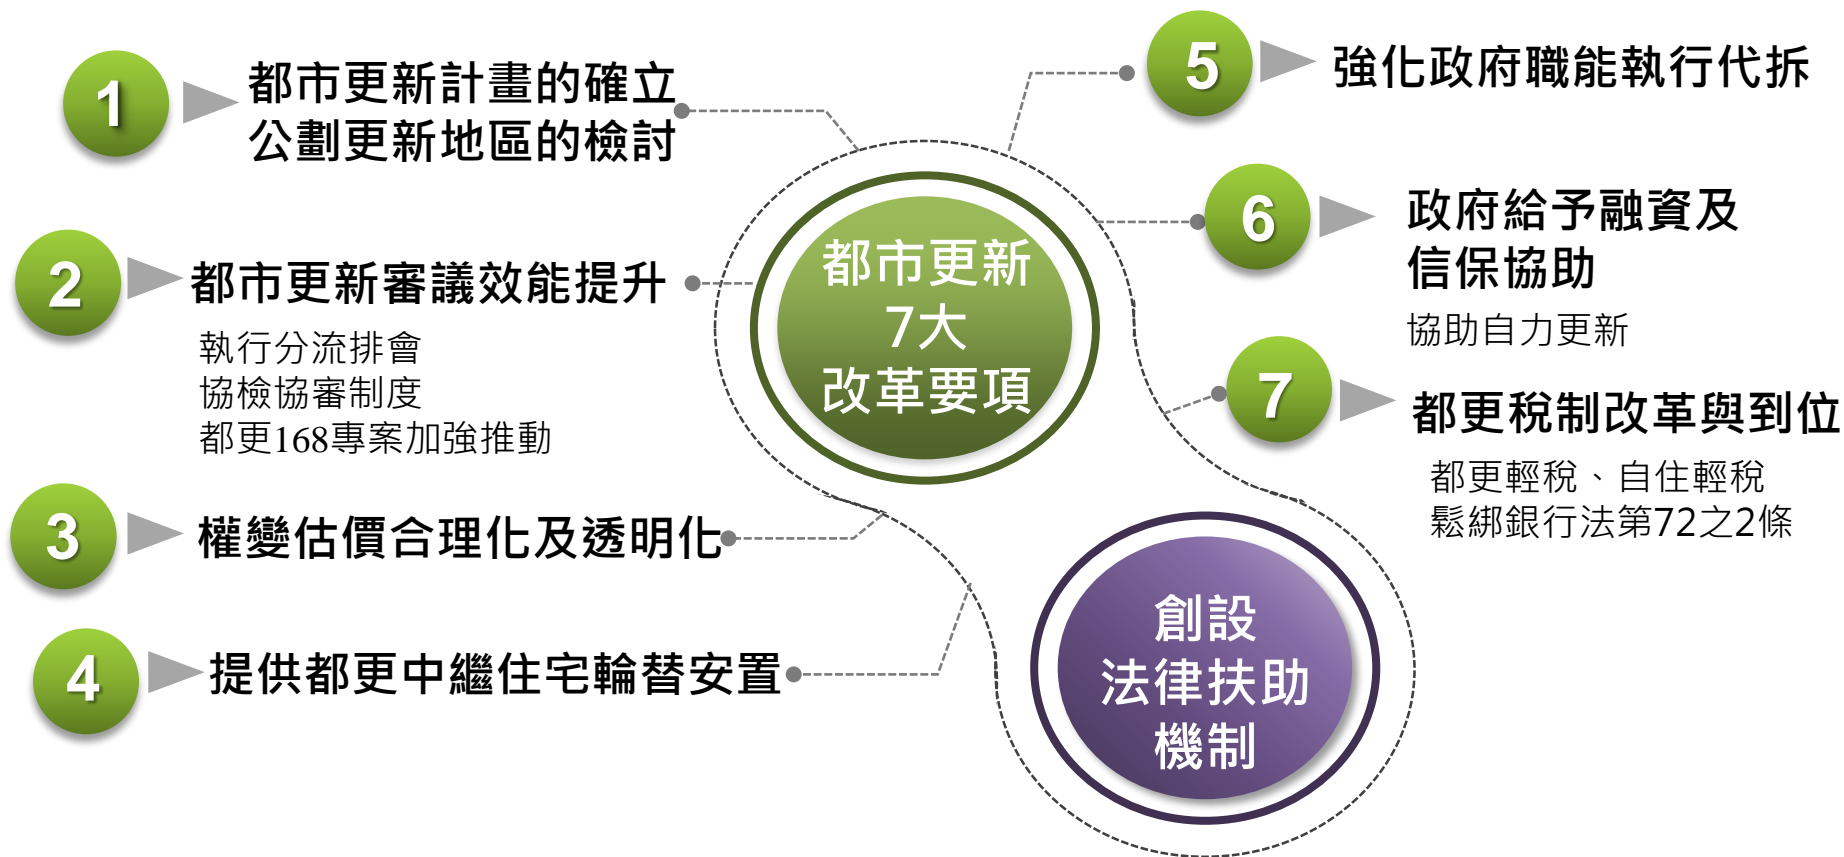 1
都市更新計畫的確立
公劃更新地區的檢討
2
都市更新審議效能提升
執行分流排會
協檢協審制度
都更168專案加強推動
3
權變估價合理化及透明化
4
提供都更中繼住宅輪替安置
都市更新
7大
改革要項
5
強化政府職能執行代拆
6
政府給予融資及
信保協助
協助自力更新
7
都更稅制改革與到位
都更輕稅、自住輕稅
鬆綁銀行法第72之2條
創設
法律扶助
機制